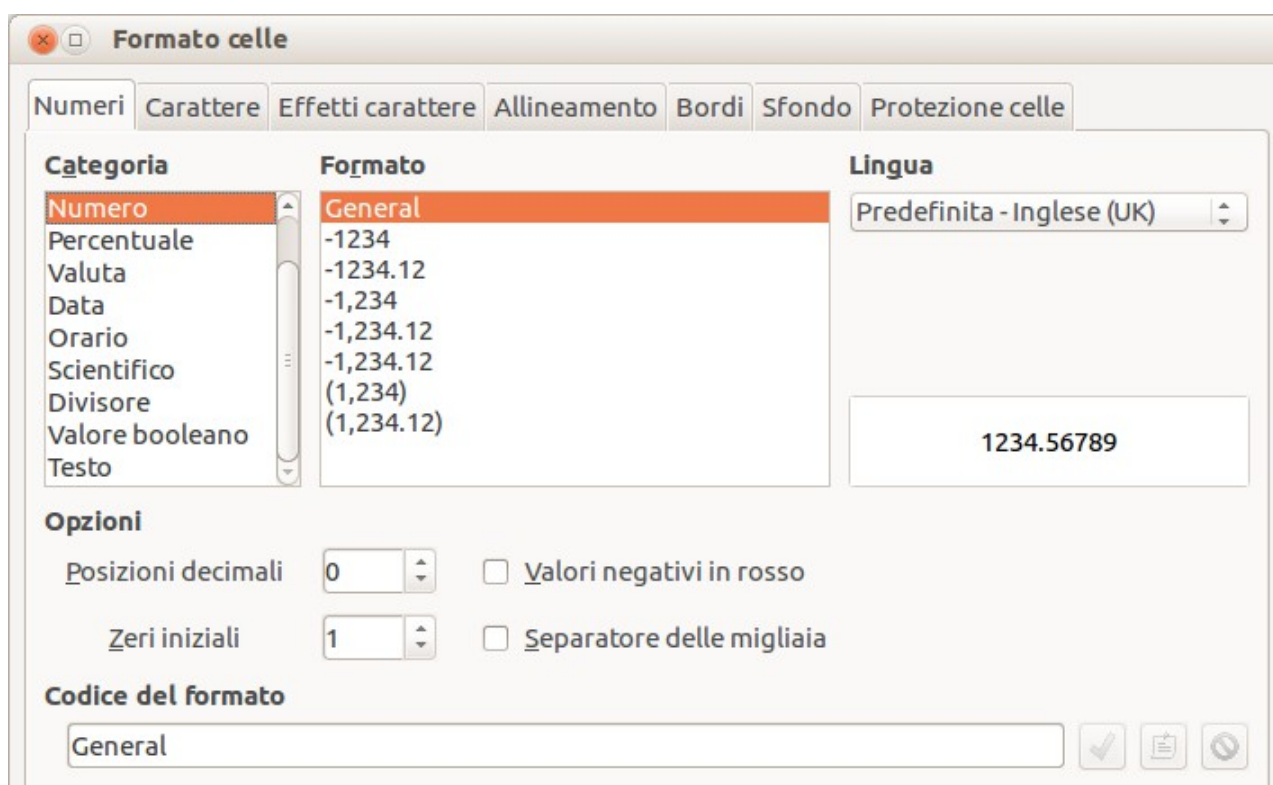 Formato celle
Numeri Carattere Effetti carattere Allineamento Bordi Sfondo Protezione celle
Categoria
Numero
Percentuale
Valuta
Data
Orario
Scientifico
Divisore
Valore booleano
Testo
Formato
General
-1234
-1234.12
-1,234
-1,234.12
-1,234.12
(1,234)
(1,234.12)
Lingua
Predefinita - Inglese (UK)
1234.56789
Opzioni
Posizioni decimali 0 Valori negativi in rosso
Zeri iniziali 1 Separatore delle migliaia
Codice del formato
General